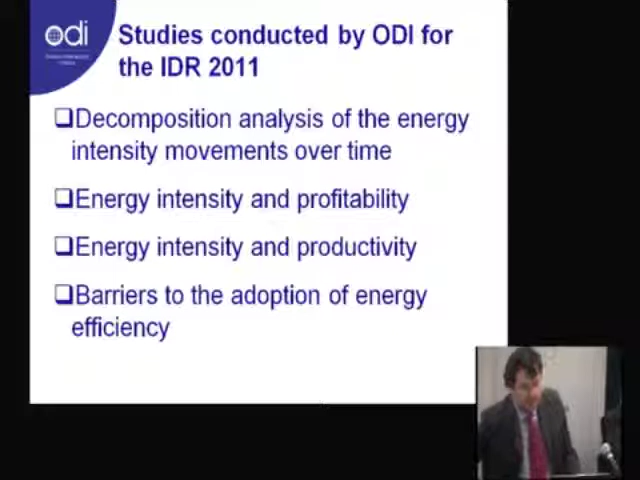 odi
Studies conducted by ODI for
the IDR 2011
❑Decomposition analysis of the energy
intensity movements over time
❑Energy intensity and profitability
❑Energy intensity and productivity
❑Barriers to the adoption of energy
efficiency